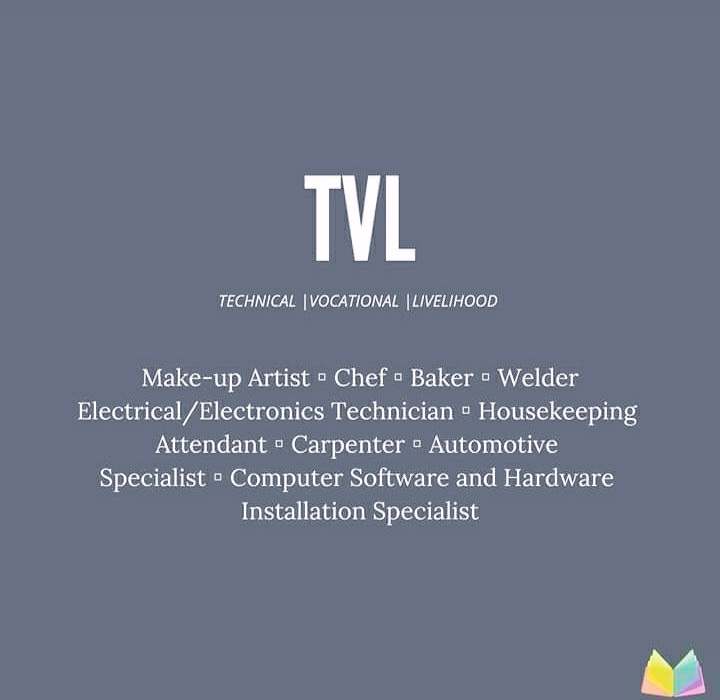 TVL
TECHNICAL |VOCATIONAL |LIVELIHOOD
Make-up Artist ▫ Chef ▫ Baker ▫ Welder
Electrical/Electronics Technician ▫ Housekeeping
Attendant ▫ Carpenter ▫ Automotive
Specialist ▫ Computer Software and Hardware
Installation Specialist